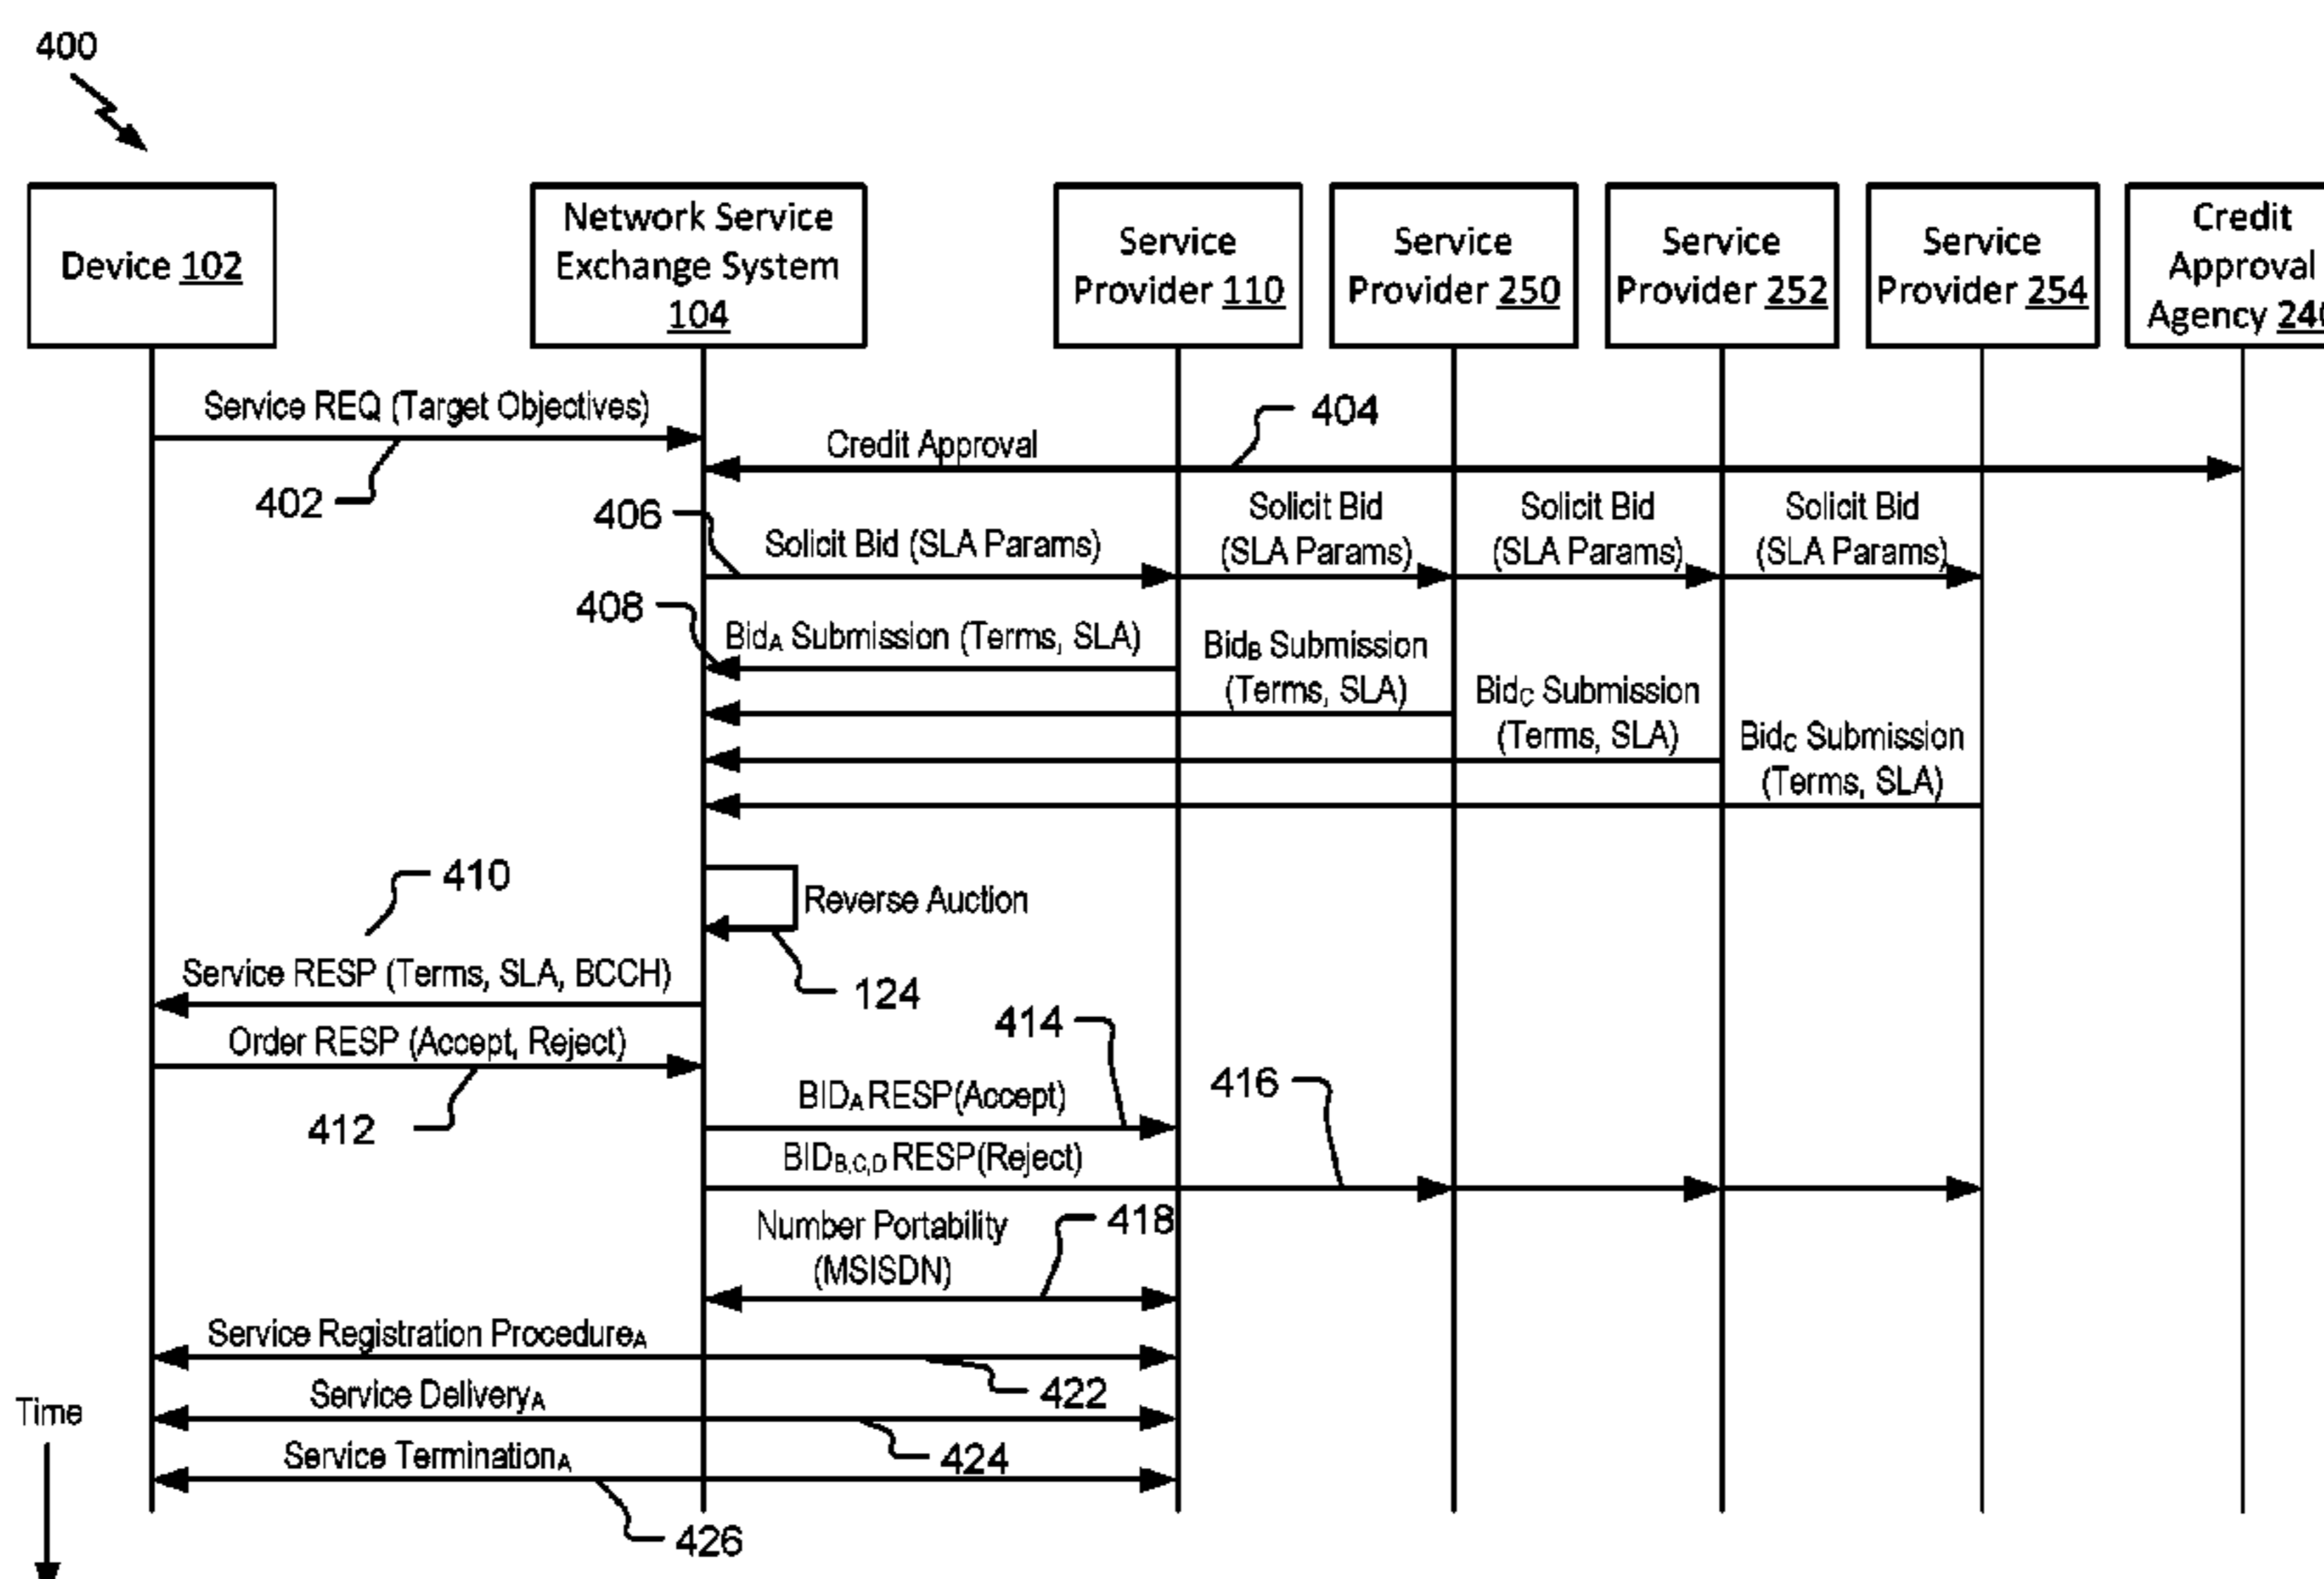 400
Device 102
Network Service
Exchange System
104
Service
Provider 110
Service
Provider 250
Service
Provider 252
Service
Provider 254
Credit
Approval
Agency
Service REQ (Target Objectives)
402
Credit Approval
404
406
Solicit Bid (SLA Params)
Solicit Bid
(SLA Params)
Solicit Bid
(SLA Params)
Solicit Bid
(SLA Params)
408
BidA Submission (Terms, SLA)
BidB Submission
(Terms, SLA)
BidC Submission
(Terms, SLA)
BidC Submission
(Terms, SLA)
Reverse Auction
124
410
Service RESP (Terms, SLA, BCCH)
Order RESP (Accept, Reject)
412
414
BIDA RESP(Accept)
416
BIDB,C,D RESP(Reject)
Number Portability
(MSISDN)
418
Service Registration ProcedureA
422
Service DeliveryA
424
Service TerminationA
426
Time